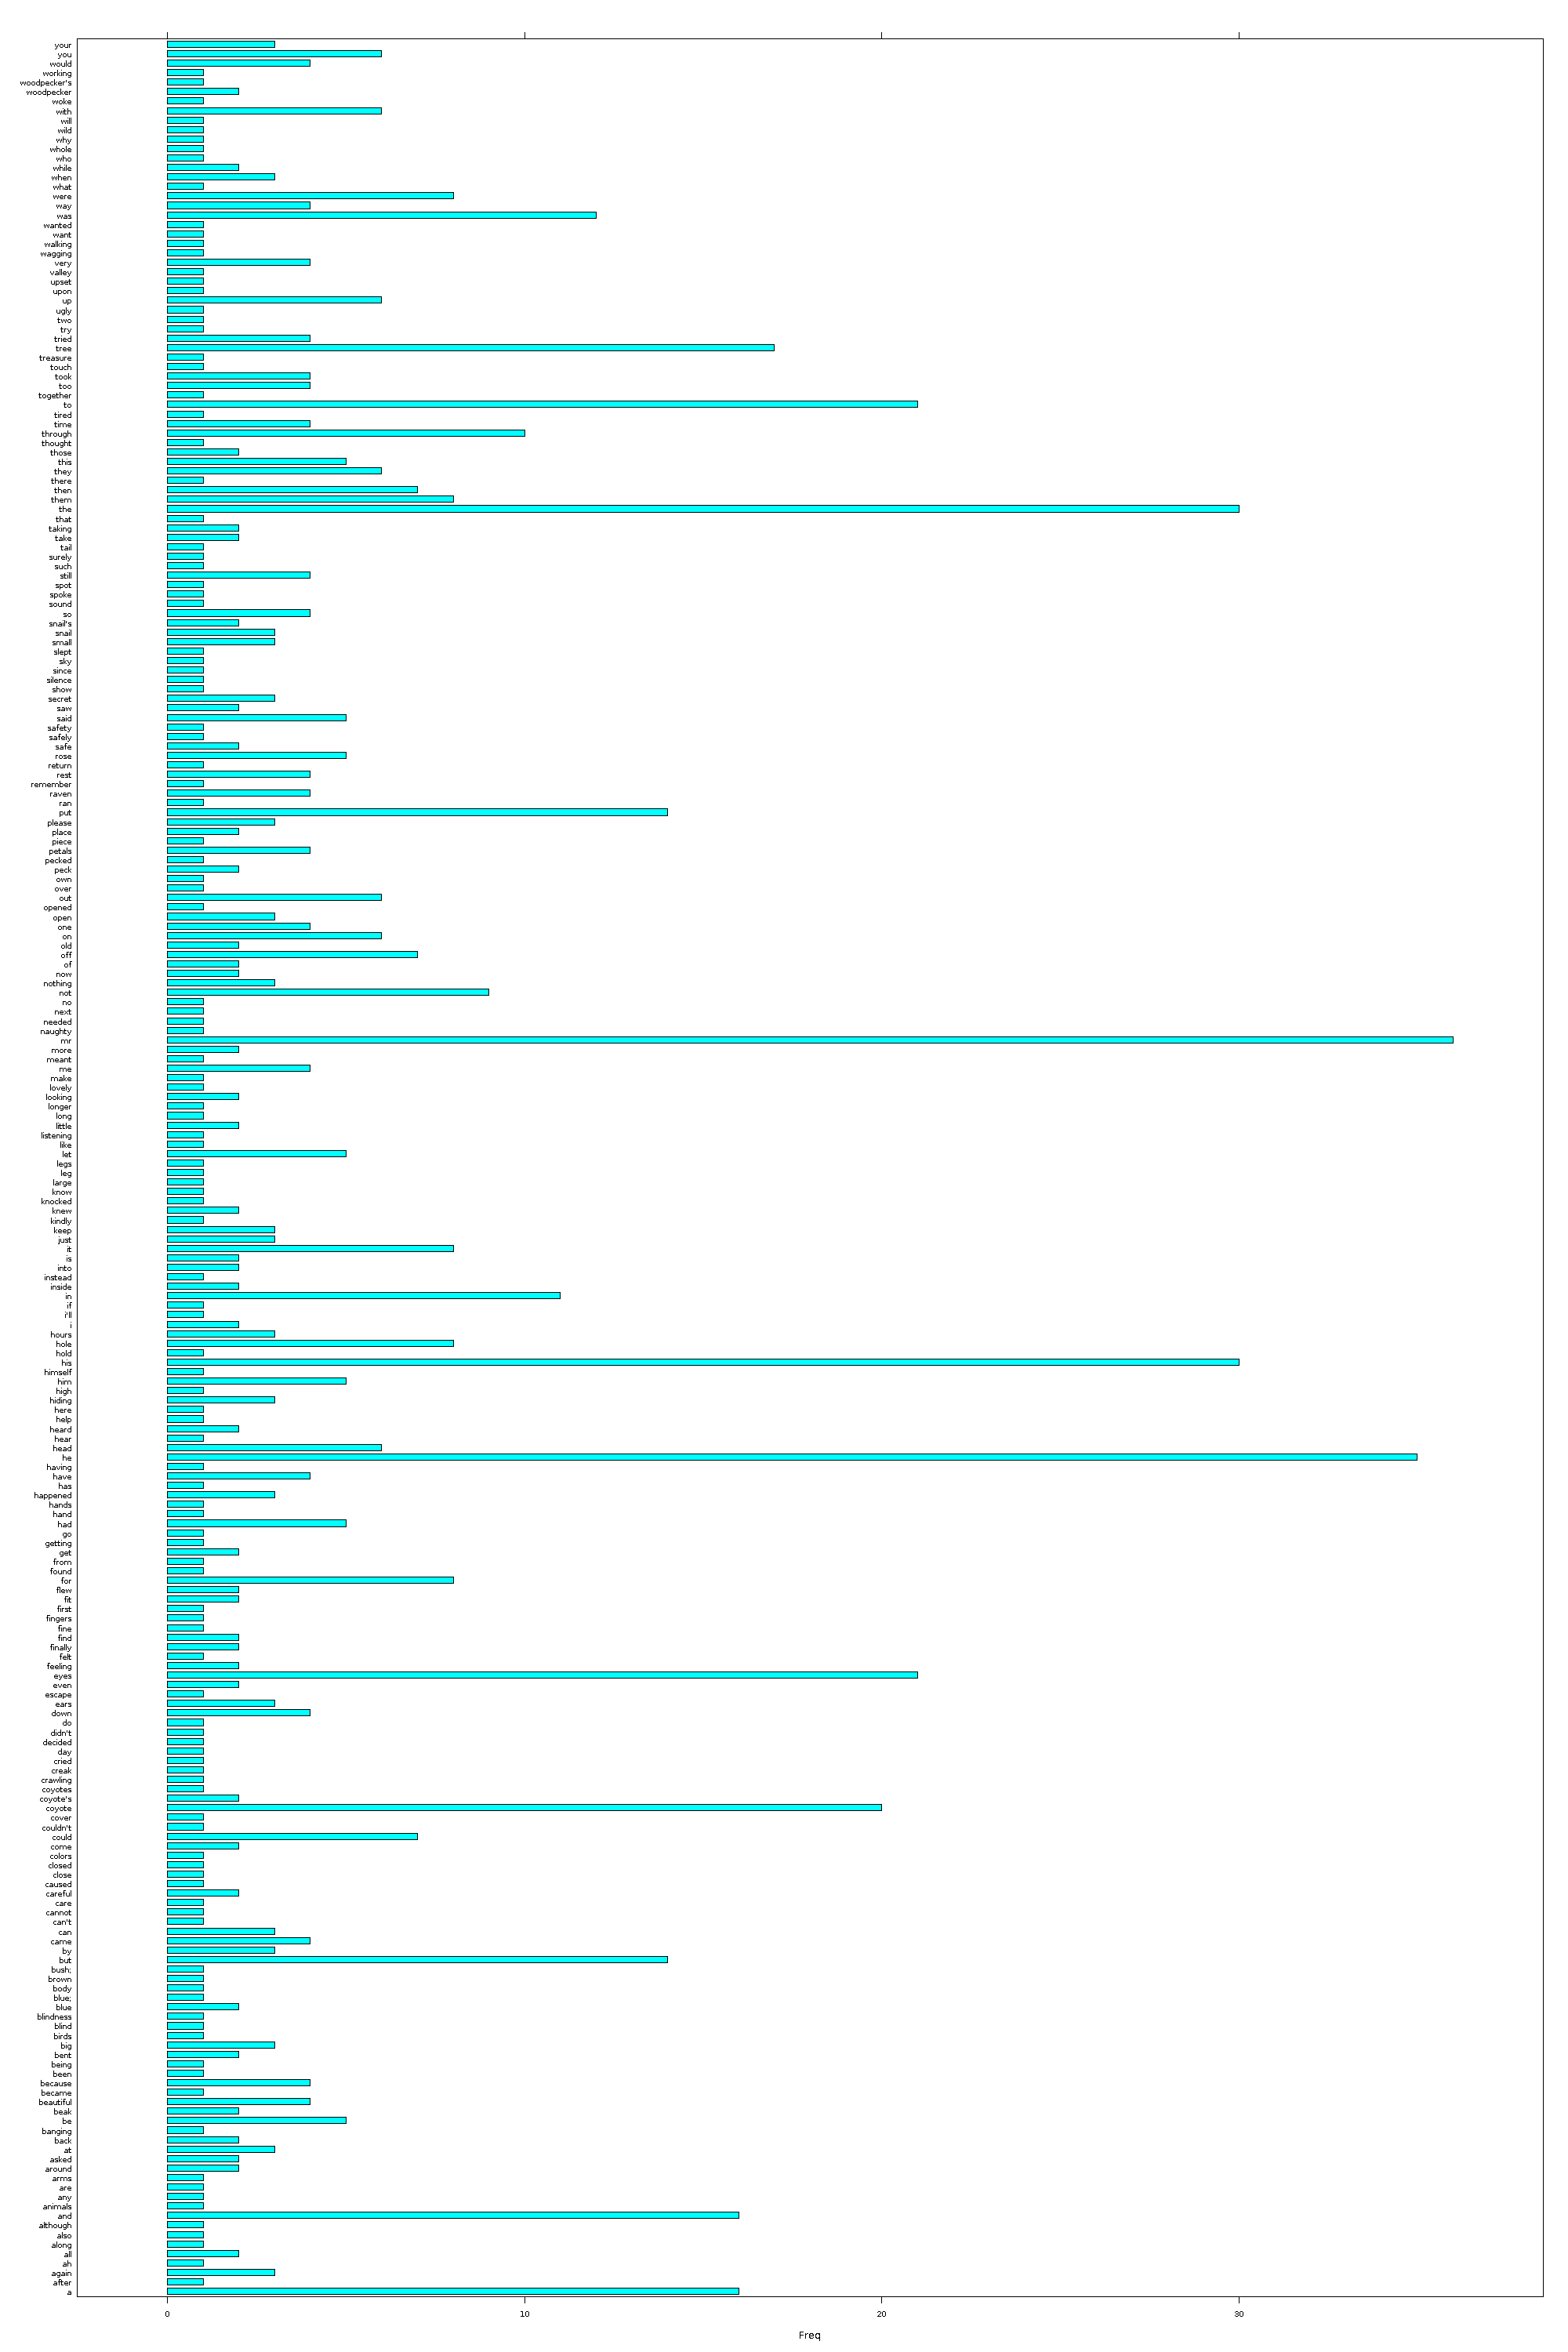 your
you
would
working
woodpecker's
woodpecker
woke
with
will
wild
why
whole
who
while
when
what
were
way
was
wanted
want
walking
wagging
very
valley
upset
upon
up
ugly
two
try
tried
tree
treasure
touch
took
too
together
to
tired
time
through
thought
those
this
they
there
then
them
the
that
taking
take
tail
surely
such
still
spot
spoke
sound
so
snail's
snail
small
slept
sky
since
silence
show
secret
saw
said
safety
safely
safe
rose
return
rest
remember
raven
ran
put
please
place
piece
petals
pecked
peck
own
over
out
opened
open
one
on
old
off
of
now
nothing
not
no
next
needed
naughty
mr
more
meant
me
make
lovely
looking
longer
long
little
listening
like
let
legs
leg
large
know
knocked
knew
kindly
keep
just
it
is
into
instead
inside
in
if
i'll
i
hours
hole
hold
his
himself
him
high
hiding
here
help
heard
hear
head
he
having
have
has
happened
hands
hand
had
go
getting
get
from
found
for
flew
fit
first
fingers
fine
find
finally
felt
feeling
eyes
even
escape
ears
down
do
didn't
decided
day
cried
creak
crawling
coyotes
coyote's
coyote
cover
couldn't
could
come
colors
closed
close
caused
careful
care
cannot
can't
can
came
by
but
bush;
brown
body
blue;
blue
blindness
blind
birds
big
bent
being
been
because
became
beautiful
beak
be
banging
back
at
asked
around
arms
are
any
animals
and
although
also
along
all
ah
again
after
a
0 10 20 30
Freq